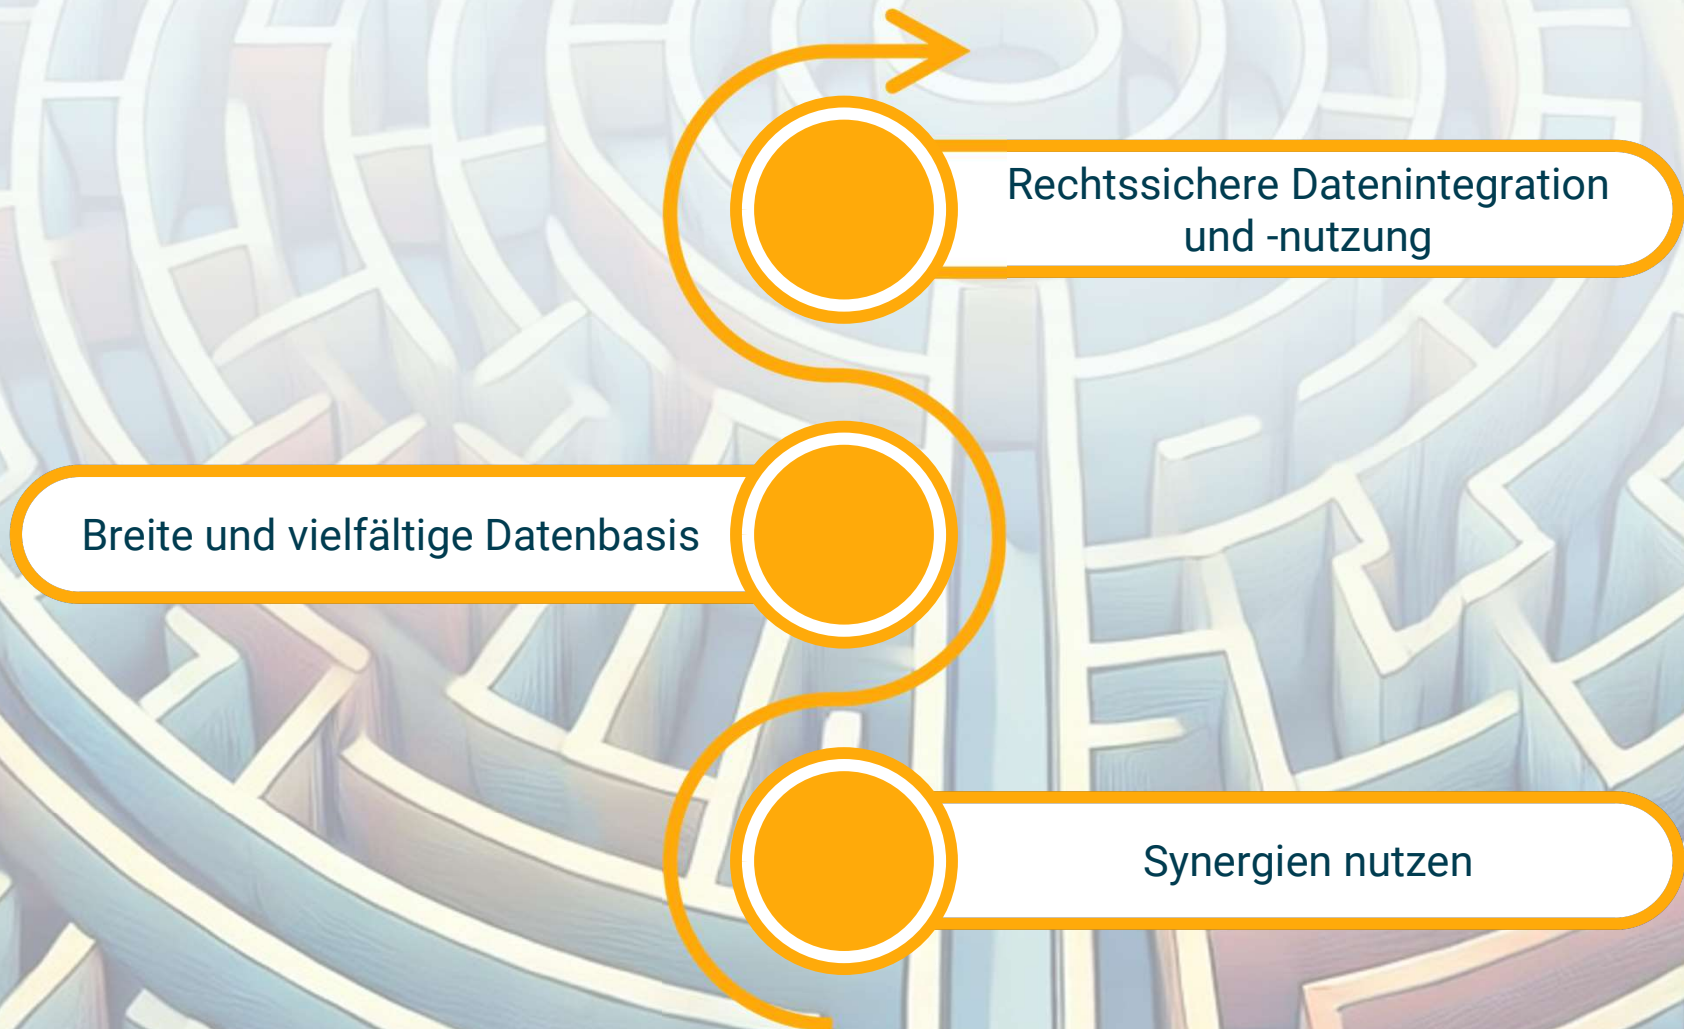 Rechtssichere Datenintegration
und -nutzung
Breite und vielfältige Datenbasis
Synergien nutzen